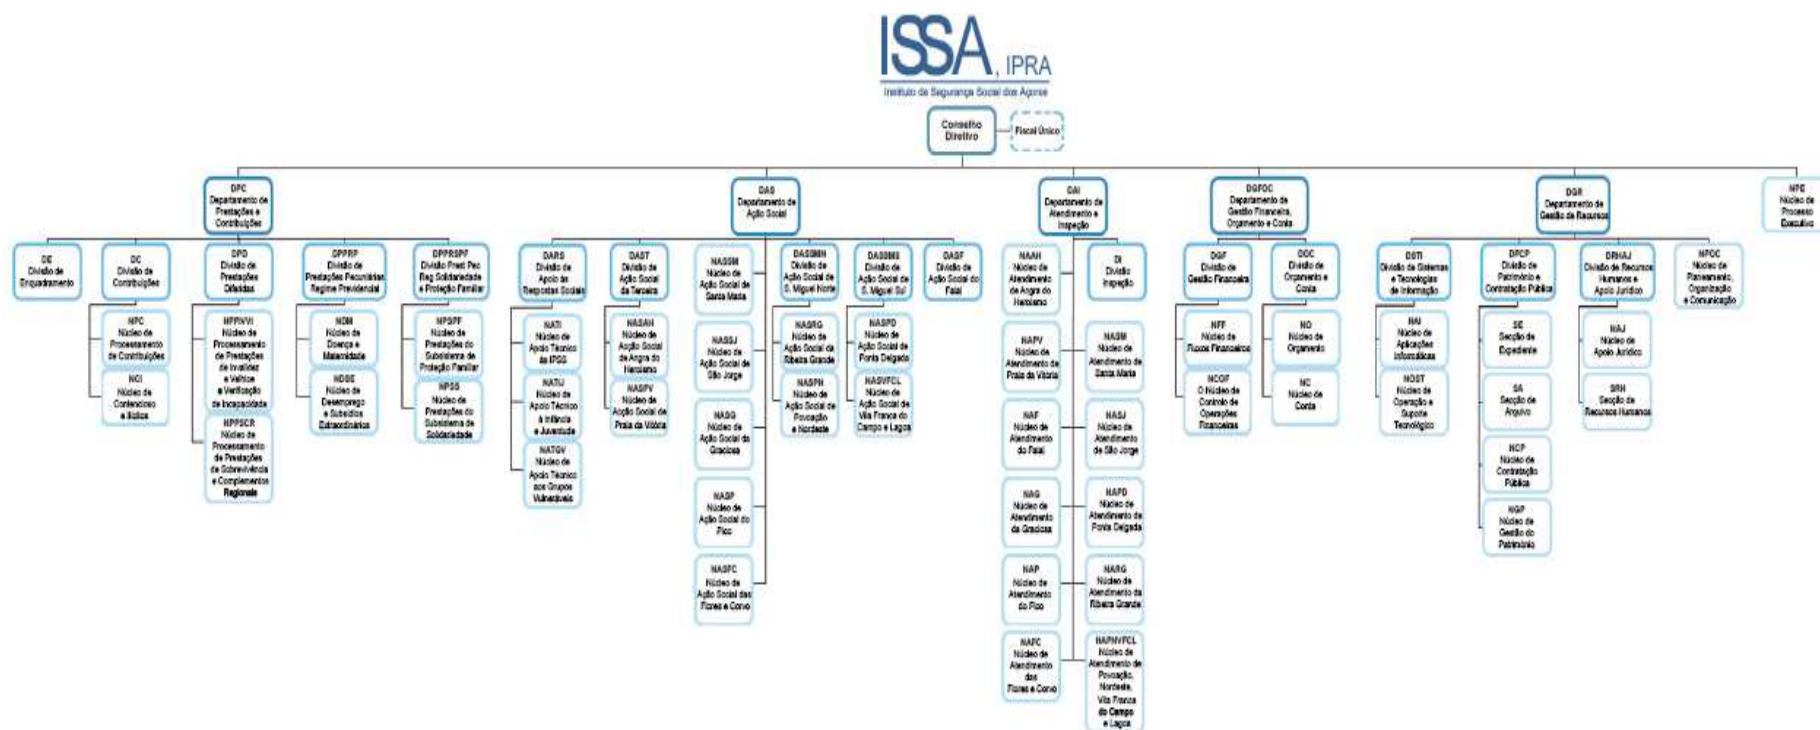 ISSA, IPRA
Instituto da Segurança Social dos Açores
Conselho
Diretivo
Fiscal Único
DPC
Departamento de
Prestações e
Contribuições
DAS
Departamento de
Ação Social
DAI
Departamento de
Atendimento e
Inspeção
DGFOC
Departamento de
Gestão Financeira,
Orçamento e Conta
DGR
Departamento de
Gestão de Recursos
NPE
Núcleo de
Processo
Executivo
DE
Divisão de
Enquadramento
DC
Divisão de
Contribuições
DPD
Divisão de
Prestações
Diferidas
DPPRP
Divisão de
Prestações Pecuniárias
Regime Previdencial
DPPRSPF
Divisão Prest Pec
Reg Solidariedade
e Proteção Familiar
DARS
Divisão de
Apoio às
Respostas Sociais
DAST
Divisão de
Ação Social
da Terceira
NASSM
Núcleo de
Ação Social de
Santa Maria
DASSMN
Divisão de
Ação Social de
S. Miguel Norte
DASSMS
Divisão de
Ação Social de
S. Miguel Sul
DASF
Divisão de
Ação Social do
Faial
NAAH
Núcleo de
Atendimento
de Angra do
Heroísmo
DI
Divisão
Inspeção
DGF
Divisão de
Gestão Financeira
DOC
Divisão de
Orçamento e
Conta
DSTI
Divisão de Sistemas
e Tecnologias
de Informação
DPCP
Divisão de
Património e
Contratação Pública
DRHAJ
Divisão de Recursos
Humanos e
Apoio Jurídico
NPOC
Núcleo de
Planeamento,
Organização
e Comunicação
NPC
Núcleo de
Processamento
de Contribuições
NCI
Núcleo de
Contencioso
e Ilícitos
Núcleo de
Processamento
de Prestações
de Invalidez
e Velhice
e Verificação
de Incapacidade
NPPSCR
Núcleo de
Processamento
de Prestações
de Sobrevivência
e Complementos
Regionais
NDM
Núcleo de
Doença e
Maternidade
NDSE
Núcleo de
Desemprego
e Subsídios
Extraordinários
NPSPF
Núcleo de
Prestações do
Subsistema de
Proteção Familiar
NPSS
Núcleo de
Prestações do
Subsistema de
Solidariedade
NATI
Núcleo de
Apoio Técnico
às IPSS
NATIJ
Núcleo de
Apoio Técnico
à Infância
e Juventude
NATGV
Núcleo de
Apoio Técnico
aos Grupos
Vulneráveis
NASAH
Núcleo de
Acção Social
de Angra do
Heroísmo
NASPV
Núcleo de
Acção Social de
Praia da Vitória
NASSJ
Núcleo de
Ação Social de
São Jorge
NASG
Núcleo de
Ação Social da
Graciosa
NASP
Núcleo de
Ação Social do
Pico
NASFC
Núcleo de
Ação Social das
Flores e Corvo
NASRG
Núcleo de
Ação Social da
Ribeira Grande
NASPN
Núcleo de
Ação Social de
Povoação
e Nordeste
NASPD
Núcleo de
Ação Social de
Ponta Delgada
NASVFCL
Núcleo de
Ação Social de
Vila Franca do
Campo e Lagoa
NAPV
Núcleo de
Atendimento de
Praia da Vitória
NAF
Núcleo de
Atendimento
do Faial
NAG
Núcleo de
Atendimento
da Graciosa
NAP
Núcleo de
Atendimento
do Pico
NAFC
Núcleo de
Atendimento
das
Flores e Corvo
NASM
Núcleo de
Atendimento de
Santa Maria
NASJ
Núcleo de
Atendimento
de São Jorge
NAPD
Núcleo de
Atendimento de
Ponta Delgada
NARG
Núcleo de
Atendimento da
Ribeira Grande
NAPNVFCL
Núcleo de
Atendimento de
Povoação,
Nordeste,
Vila Franca
do Campo
e Lagoa
NFF
Núcleo de
Fluxos Financeiros
NCOF
O Núcleo de
Controlo de
Operações
Financeiras
NO
Núcleo de
Orçamento
NC
Núcleo de
Conta
NAI
Núcleo de
Aplicações
Informáticas
NOST
Núcleo de
Operação e
Suporte
Tecnológico
SE
Secção de
Expediente
SA
Secção de
Arquivo
NCP
Núcleo de
Contratação
Pública
NGP
Núcleo de
Gestão do
Património
NAJ
Núcleo de
Apoio Jurídico
SRH
Secção de
Recursos Humanos